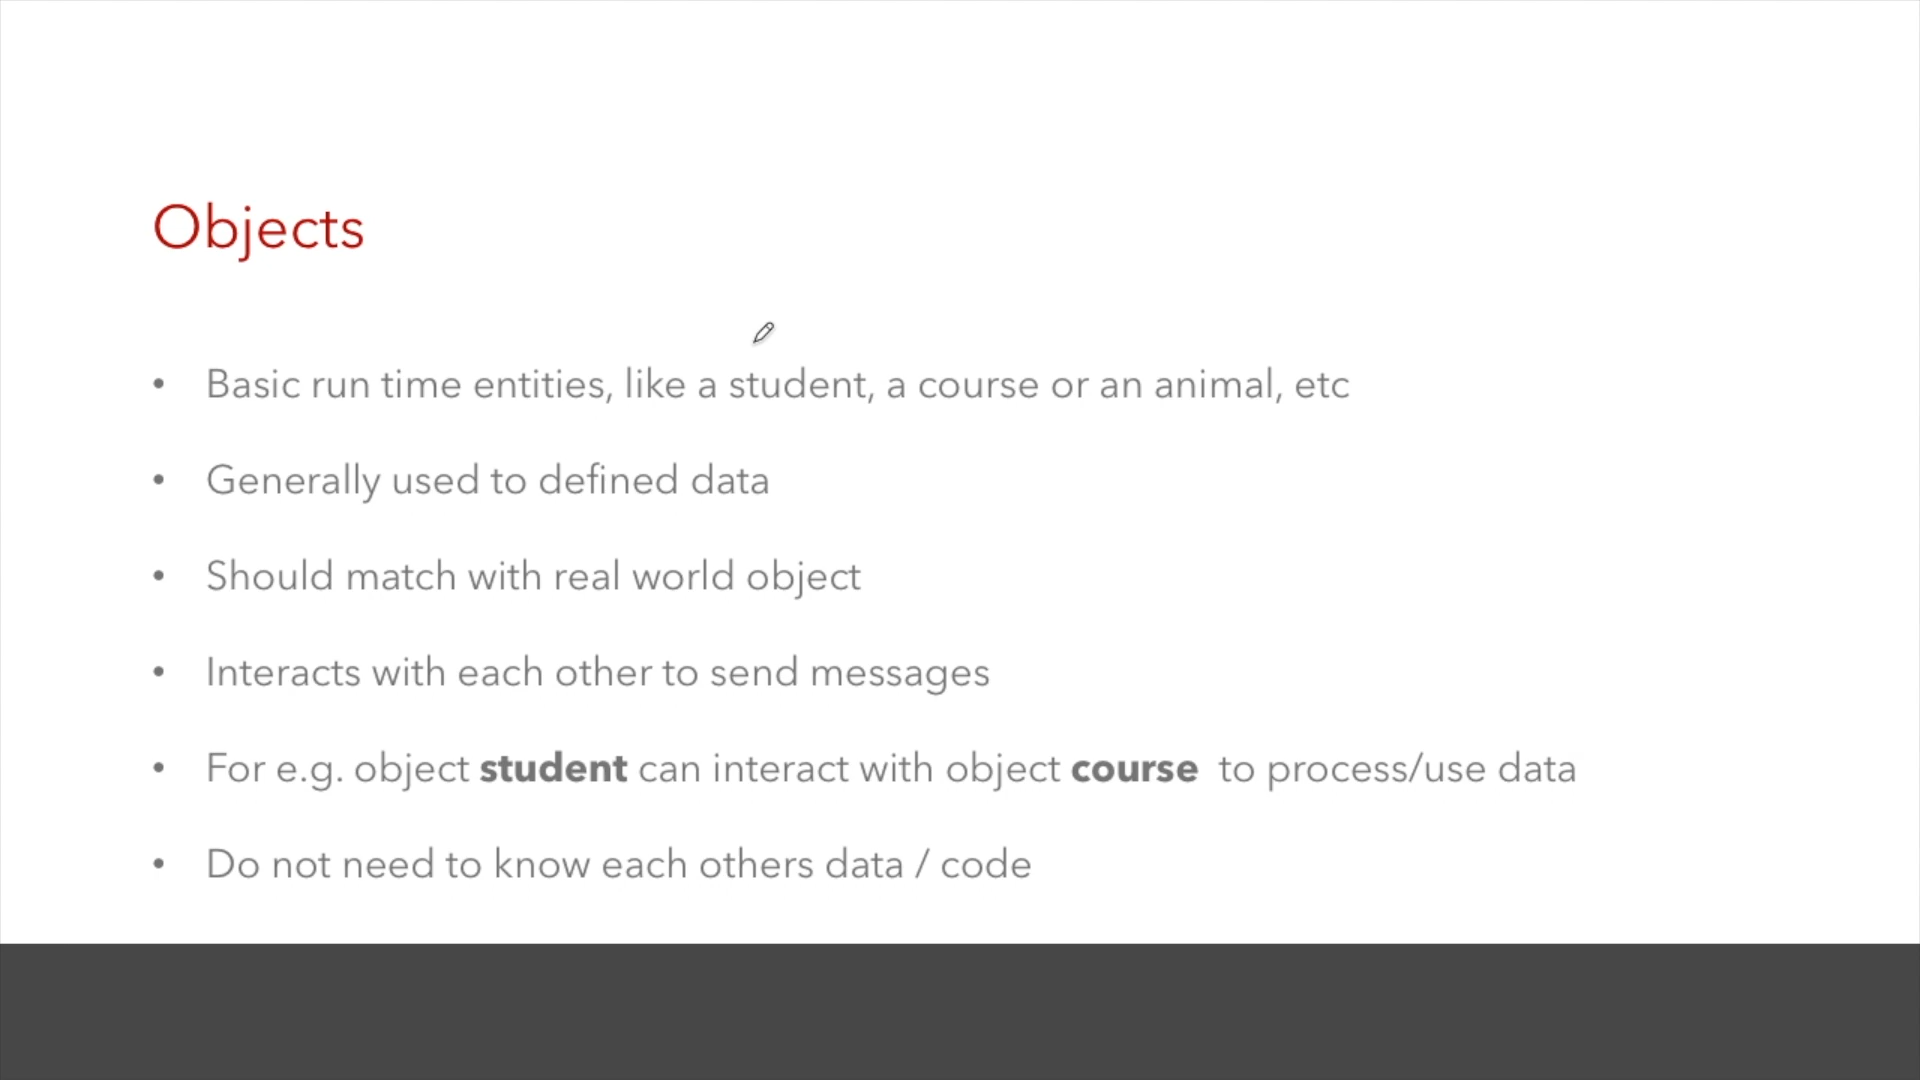 Objects
• Basic run time entities, like a student, a course or an animal, etc
• Generally used to defined data
• Should match with real world object
• Interacts with each other to send messages
• For e.g. object student can interact with object course  to process/use data
• Do not need to know each others data / code